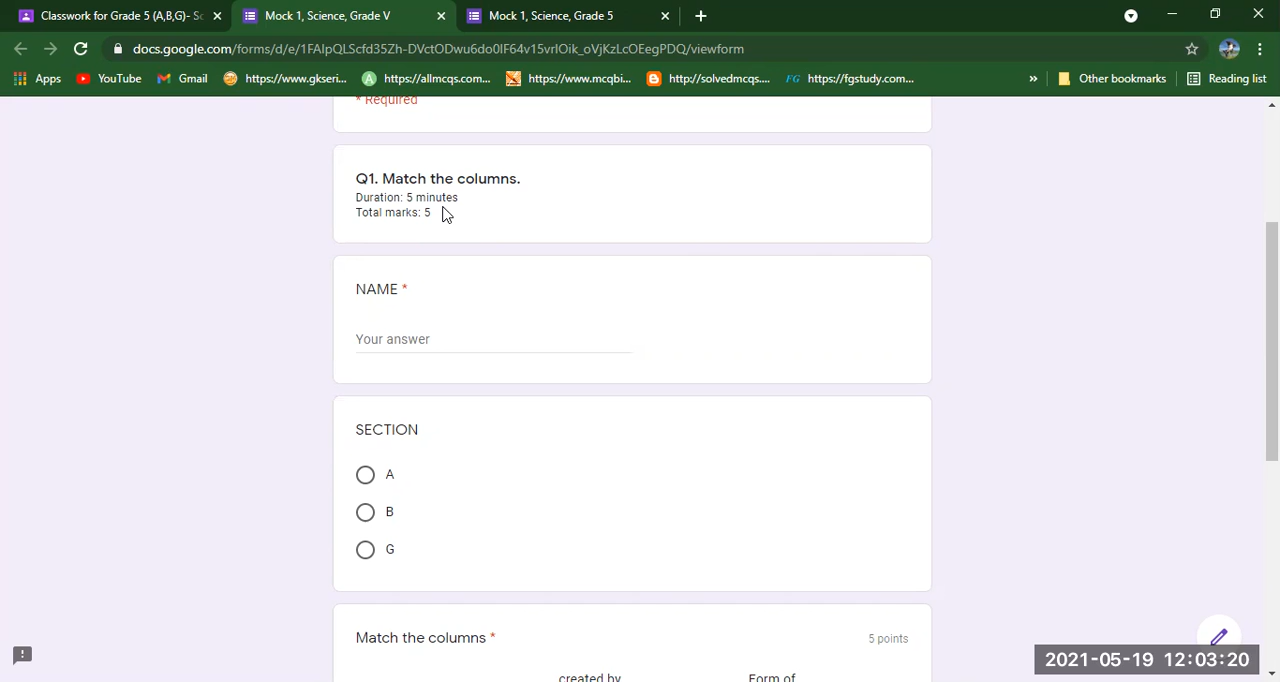 Classwork for Grade 5 (A,B,G)- Sc
Mock 1, Science, Grade V
Mock 1, Science, Grade 5
docs.google.com/forms/d/e/1FAIpQLScfd35Zh-DVctODwu6do0IF64v15vrIOik_oVjKzLcOEegPDQ/viewform
Apps
YouTube
Gmail
https://www.gkseri...
https://allmcqs.com...
https://www.mcqbi...
http://solvedmcqs....
FG https://fgstudy.com...
»
Other bookmarks
Reading list
* Required
Q1. Match the columns.
Duration: 5 minutes
Total marks: 5
NAME *
Your answer
SECTION
A
B
G
Match the columns *
5 points
created by
Form of
2021-05-19 12:03:20